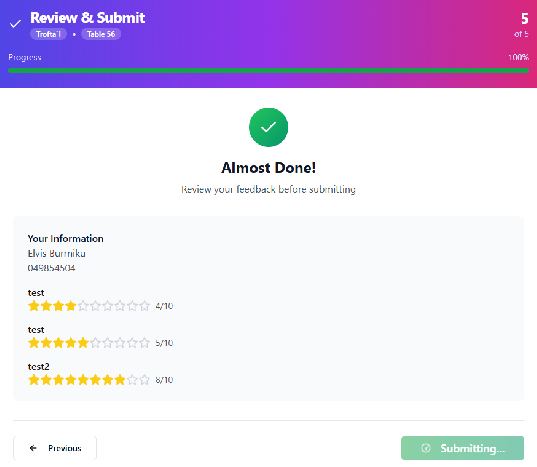 Review & Submit
Trofta 1 • Table 56
5
of 5
Progress
100%
Almost Done!
Review your feedback before submitting
Your Information
Elvis Burmiku
049854504
test
4/10
test
5/10
test2
8/10
Previous
Submitting...